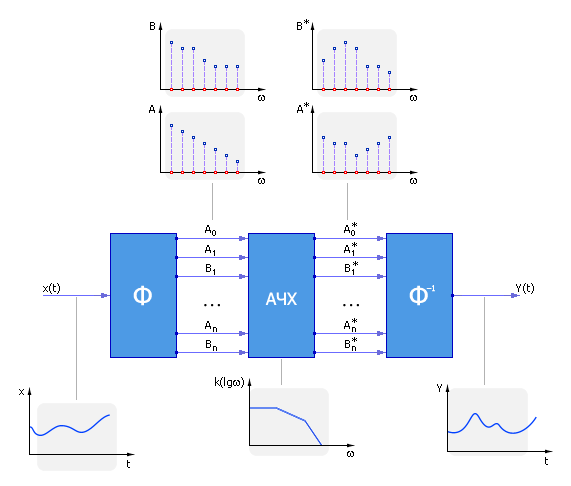 B
ω
B*
ω
A
ω
A*
ω
A₀
A₀*
A₁
A₁*
B₁
B₁*
x(t)
Ф
...
АЧХ
...
Ф⁻¹
Y(t)
Aₙ
Aₙ*
Bₙ
Bₙ*
x
t
k(lgω)
ω
Y
t